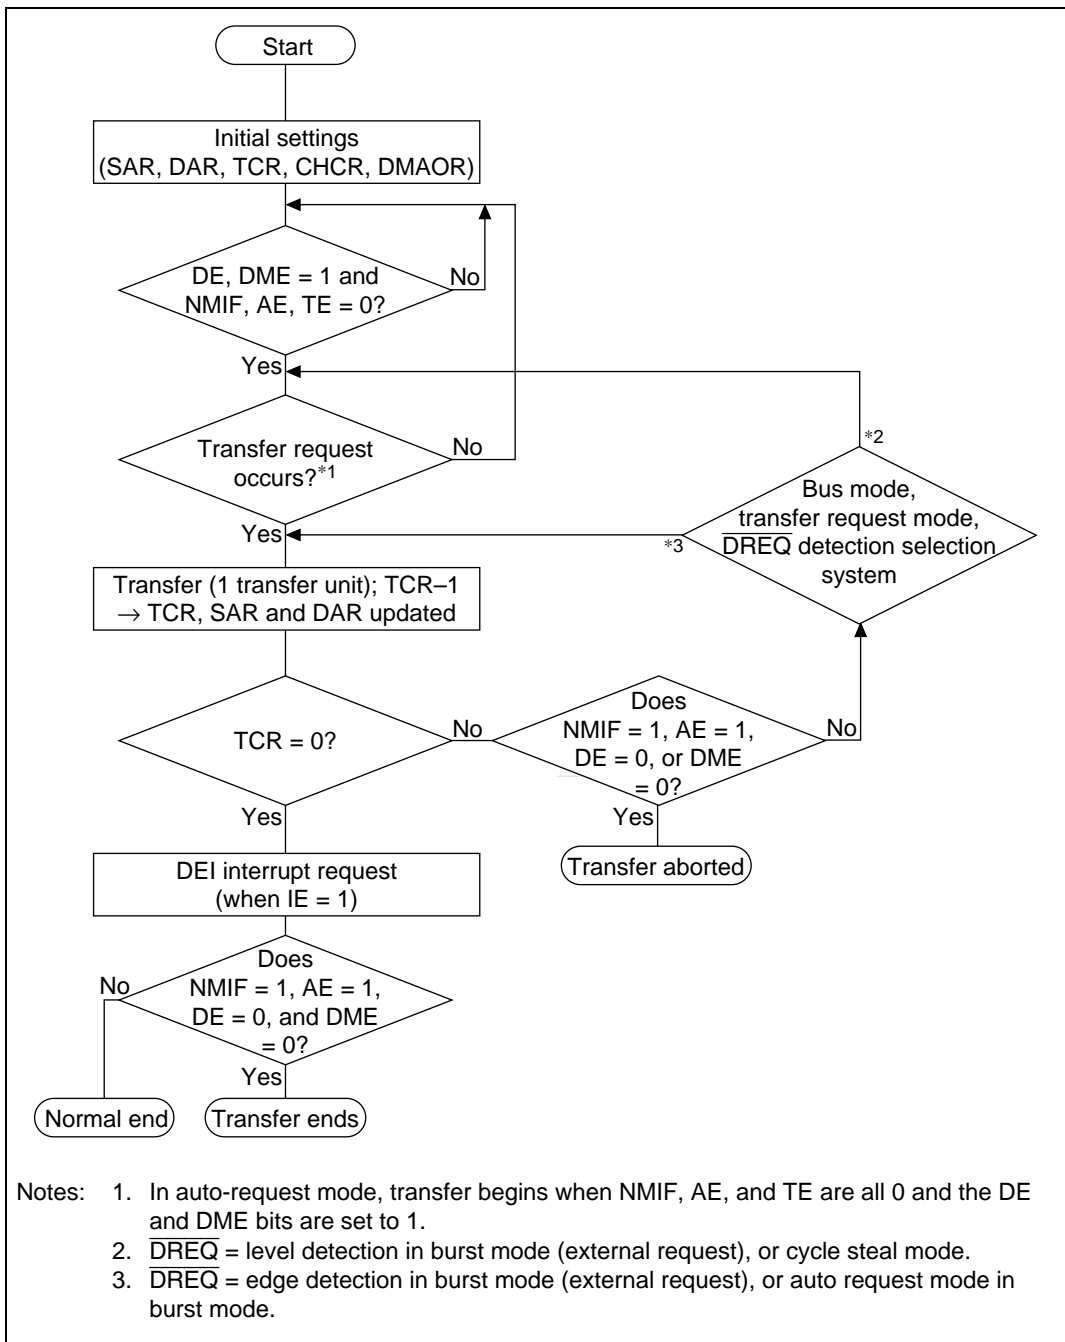 Start
Initial settings
(SAR, DAR, TCR, CHCR, DMAOR)
DE, DME = 1 and
NMIF, AE, TE = 0?
No
Yes
Transfer request
occurs?*1
No
Yes
*2
Bus mode,
transfer request mode,
DREQ detection selection
system
*3
Transfer (1 transfer unit); TCR–1
→ TCR, SAR and DAR updated
TCR = 0?
No
Yes
Does
NMIF = 1, AE = 1,
DE = 0, or DME
= 0?
No
Yes
Transfer aborted
DEI interrupt request
(when IE = 1)
Does
NMIF = 1, AE = 1,
DE = 0, and DME
= 0?
No
Yes
Normal end
Transfer ends
Notes: 1. In auto-request mode, transfer begins when NMIF, AE, and TE are all 0 and the DE
and DME bits are set to 1.
2. DREQ = level detection in burst mode (external request), or cycle steal mode.
3. DREQ = edge detection in burst mode (external request), or auto request mode in
burst mode.